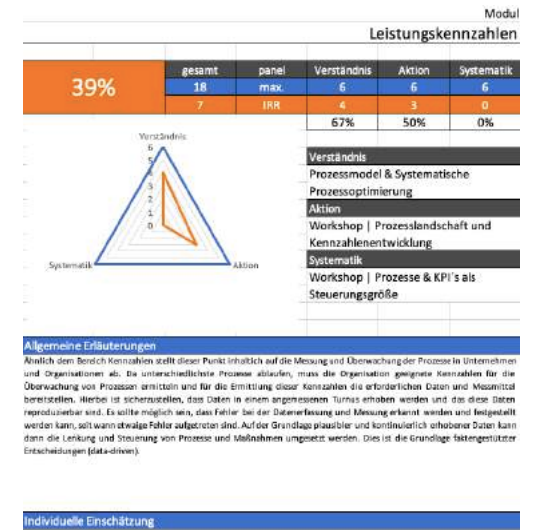 Modul
Leistungskennzahlen
39%
gesamt panel Verständnis Aktion Systematik
18 max. 6 6 6
7 IRR 4 3 0
67% 50% 0%
Verständnis
6
5
4
3
2
1
0
Systematik
Aktion
Verständnis
Prozessmodel & Systematische
Prozessoptimierung
Aktion
Workshop | Prozesslandschaft und
Kennzahlenentwicklung
Systematik
Workshop | Prozesse & KPI´s als
Steuerungsgröße
Allgemeine Erläuterungen
Ähnlich dem Bereich Kennzahlen stellt dieser Punkt inhaltlich auf die Messung und Überwachung der Prozesse in Unternehmen
und Organisationen ab. Da unterschiedlichste Prozesse ablaufen, muss die Organisation geeignete Kennzahlen für die
Überwachung von Prozessen ermitteln und für die Ermittlung dieser Kennzahlen die erforderlichen Daten und Messmittel
bereitstellen. Hierbei ist sicherzustellen, dass Daten in einem angemessenen Turnus erhoben werden und das diese Daten
reproduzierbar sind. Es sollte möglich sein, dass Fehler bei der Datenerfassung und Messung erkannt werden und festgestellt
werden kann, seit wann etwaige Fehler aufgetreten sind. Auf der Grundlage plausibler und kontinuierlich erhobener Daten kann
dann die Lenkung und Steuerung von Prozesse und Maßnahmen umgesetzt werden. Dies ist die Grundlage faktengestützter
Entscheidungen (data-driven).
Individuelle Einschätzung